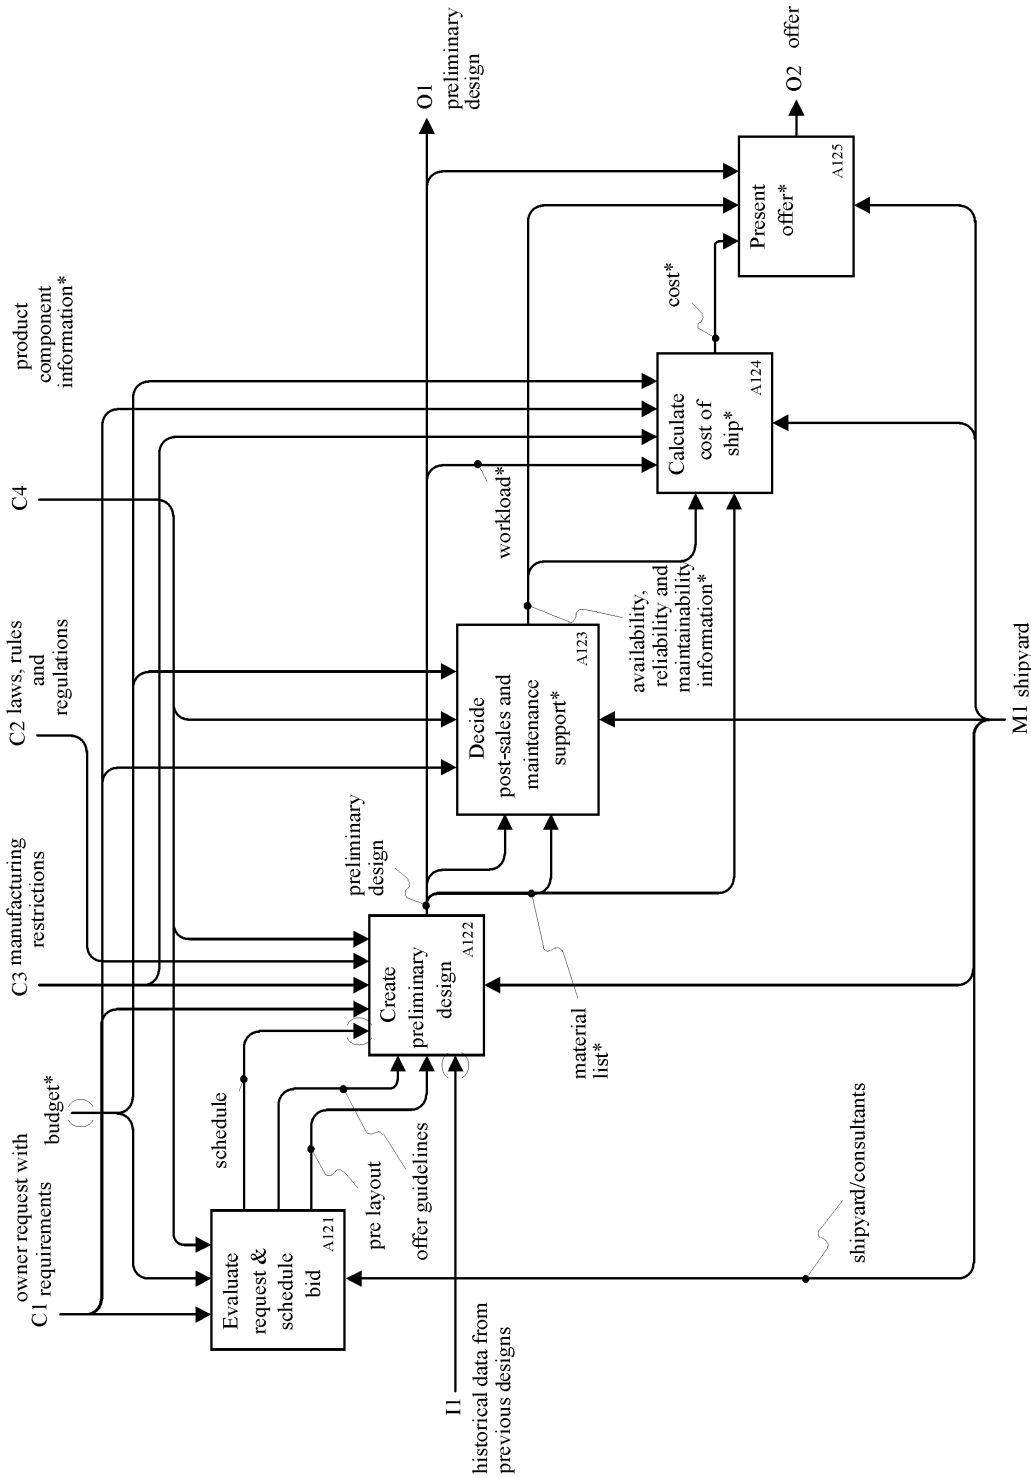 C1 owner request with
requirements
budget*
C3 manufacturing
restrictions
C2 laws, rules
and
regulations
C4
product
component
information*
Evaluate
request &
schedule
bid
A121
schedule
pre layout
offer guidelines
I1
historical data from
previous designs
Create
preliminary
design
A122
preliminary
design
material
list*
Decide
post-sales and
maintenance
support*
A123
availability,
reliability and
maintainability
information*
workload*
Calculate
cost of
ship*
A124
cost*
Present
offer*
A125
O1
preliminary
design
O2 offer
shipyard/consultants
M1 shipyard